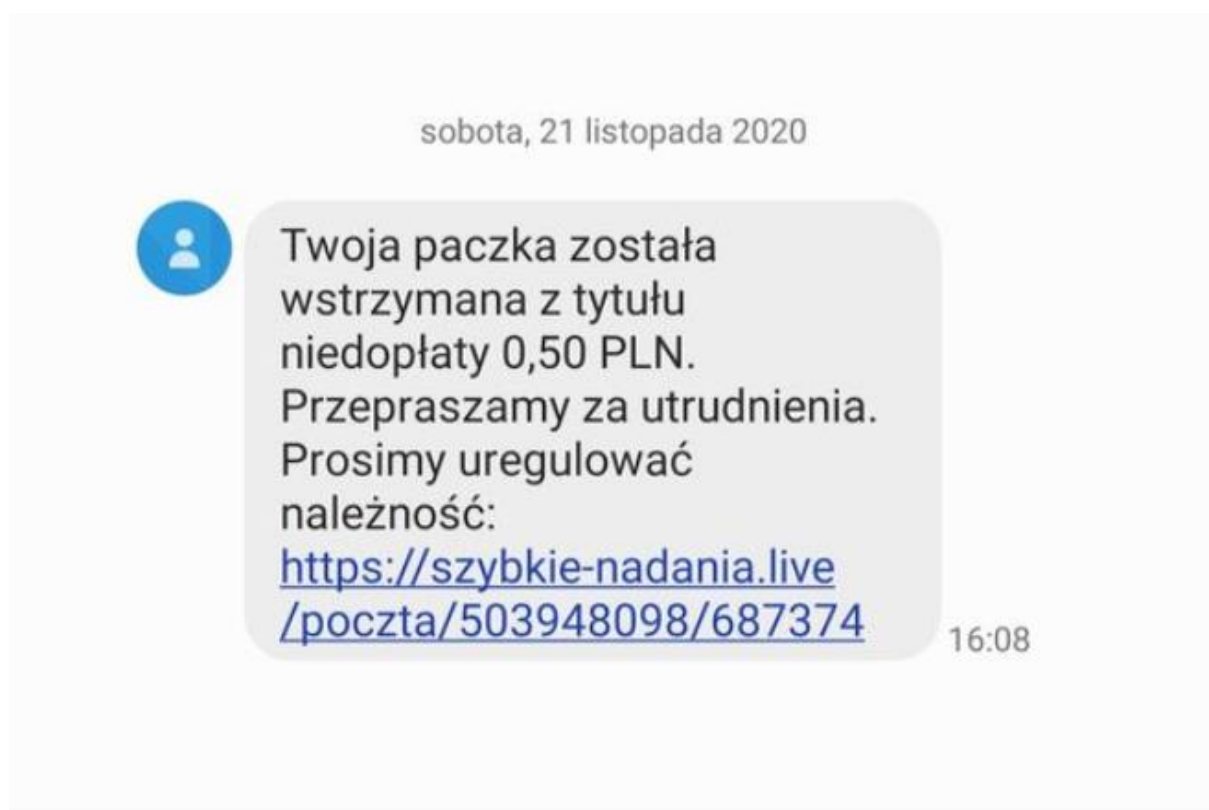 sobota, 21 listopada 2020
Twoja paczka została
wstrzymana z tytułu
niedopłaty 0,50 PLN.
Przepraszamy za utrudnienia.
Prosimy uregulować
należność:
https://szybkie-nadania.live
/poczta/503948098/687374
16:08